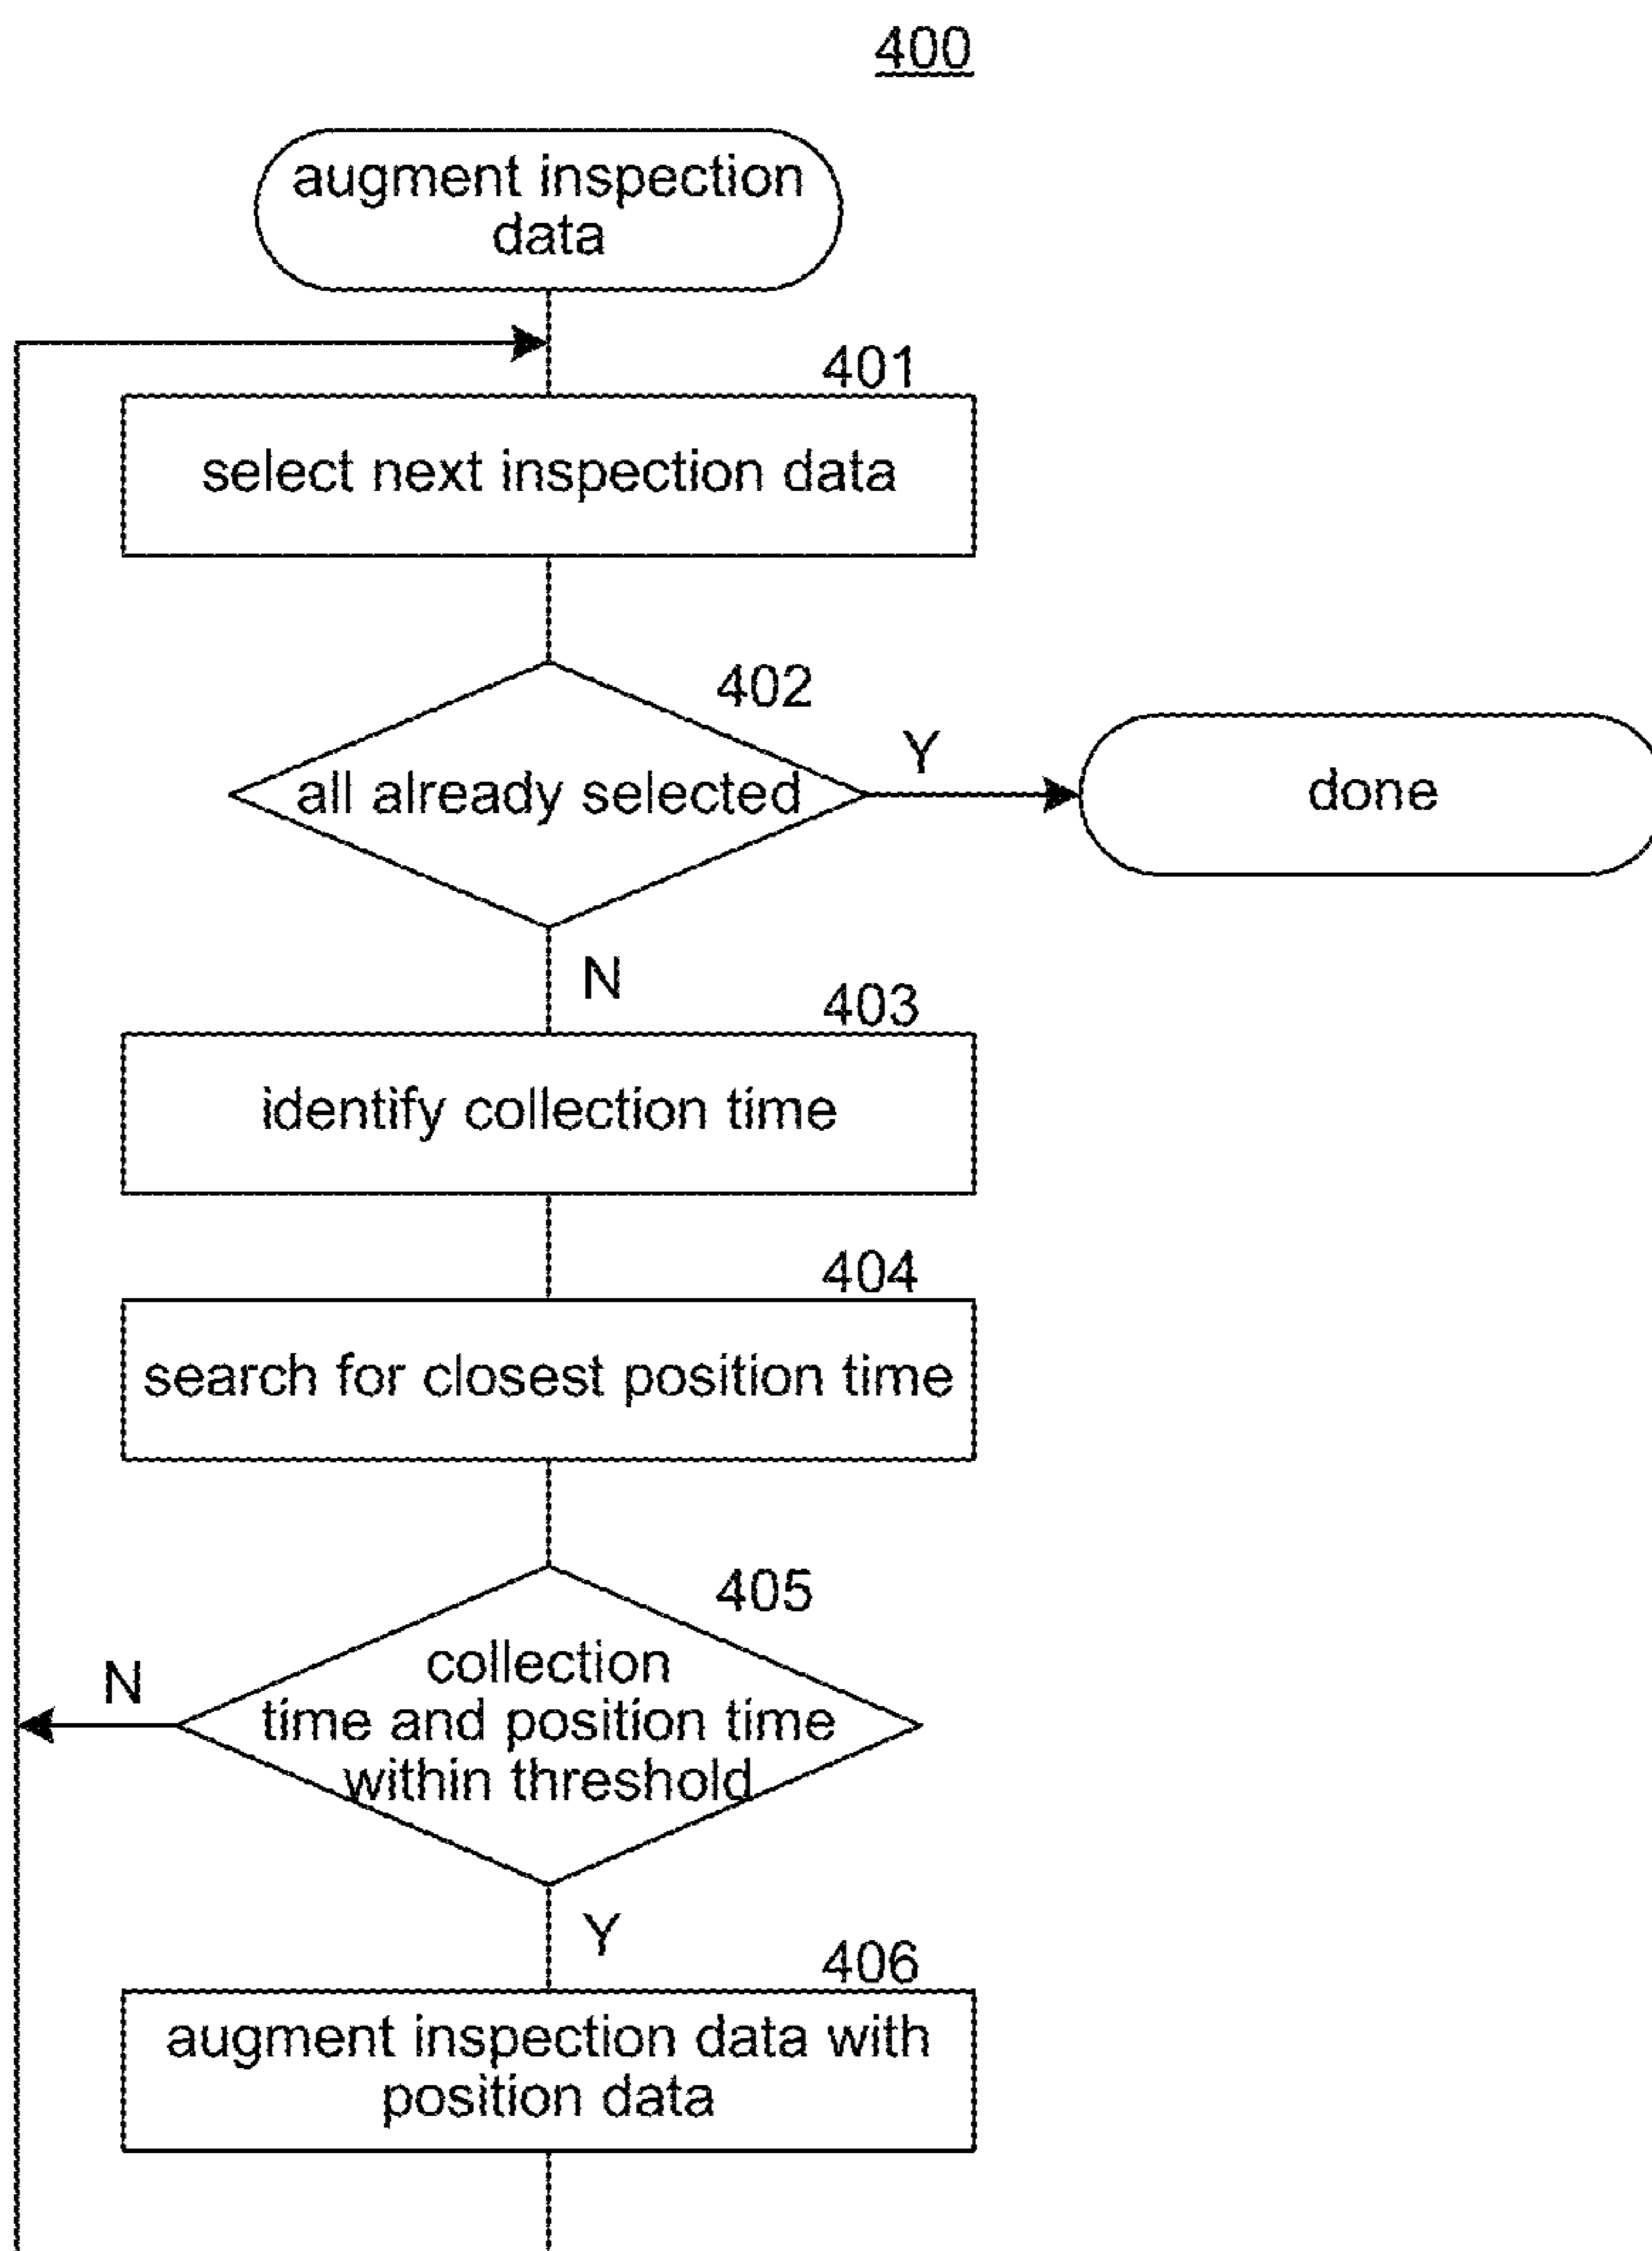 400
augment inspection
data
401
select next inspection data
402
all already selected
Y
done
N
403
identify collection time
404
search for closest position time
405
collection
time and position time
within threshold
N
Y
406
augment inspection data with
position data